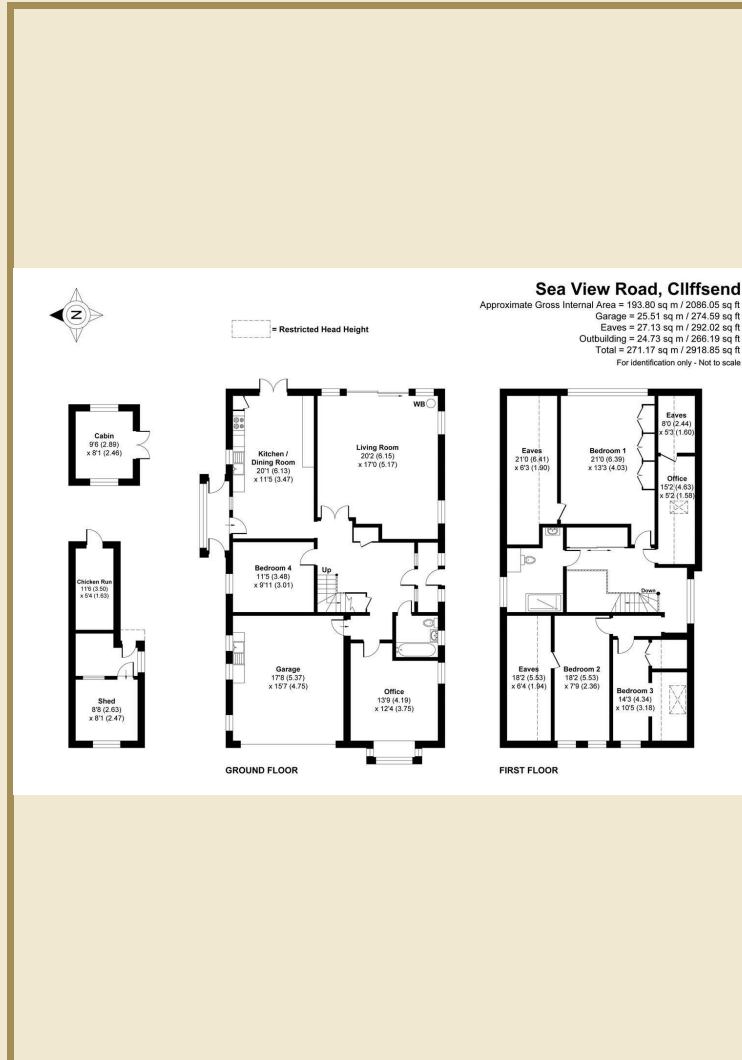 Sea View Road, Cliffsend
Approximate Gross Internal Area = 193.80 sq m / 2086.05 sq ft
Garage = 25.51 sq m / 274.59 sq ft
Eaves = 27.13 sq m / 292.02 sq ft
Outbuilding = 24.73 sq m / 266.19 sq ft
Total = 271.17 sq m / 2918.85 sq ft
For identification only - Not to scale
N
= Restricted Head Height
Cabin
9'6 (2.89)
x 8'1 (2.46)
Chicken Run
11'6 (3.50)
x 5'4 (1.63)
Shed
8'8 (2.63)
x 8'1 (2.47)
Kitchen /
Dining Room
20'1 (6.13)
x 11'5 (3.47)
Living Room
20'2 (6.15)
x 17'0 (5.17)
WB
Bedroom 4
11'5 (3.48)
x 9'11 (3.01)
Up
Garage
17'8 (5.37)
x 15'7 (4.75)
Office
13'9 (4.19)
x 12'4 (3.75)
GROUND FLOOR
Eaves
21'0 (6.41)
x 6'3 (1.90)
Bedroom 1
21'0 (6.39)
x 13'3 (4.03)
Eaves
8'0 (2.44)
x 5'3 (1.60)
Office
15'2 (4.63)
x 5'2 (1.58)
Down
Eaves
18'2 (5.53)
x 6'4 (1.94)
Bedroom 2
18'2 (5.53)
x 7'9 (2.36)
Bedroom 3
14'3 (4.34)
x 10'5 (3.18)
FIRST FLOOR